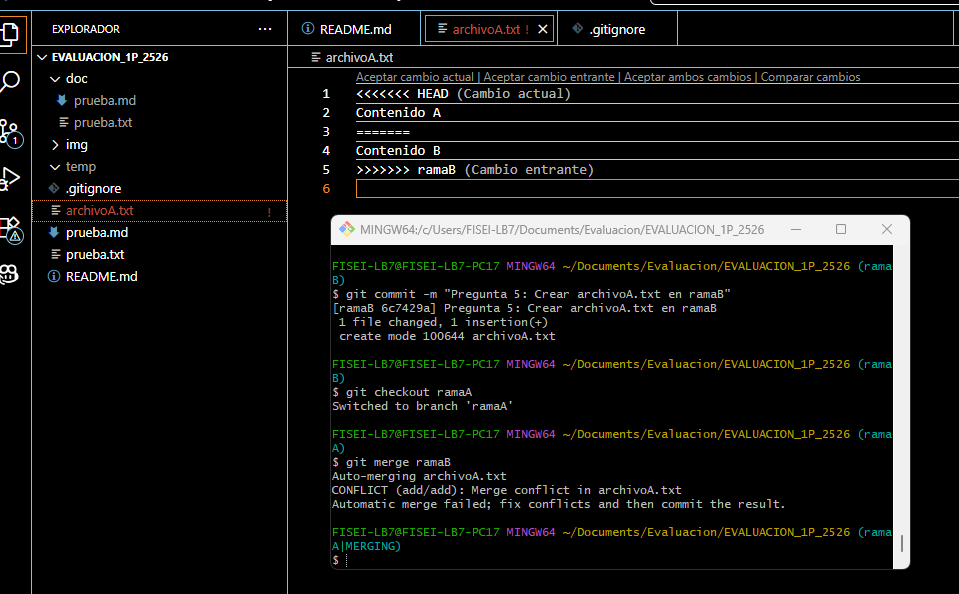 EXPLORADOR
EVALUACION_1P_2526
doc
prueba.md
prueba.txt
img
temp
.gitignore
archivoA.txt !
prueba.md
prueba.txt
README.md
1
README.md
archivoA.txt !
.gitignore
archivoA.txt
Aceptar cambio actual | Aceptar cambio entrante | Aceptar ambos cambios | Comparar cambios
1 <<<<<<< HEAD (Cambio actual)
2 Contenido A
3 =======
4 Contenido B
5 >>>>>>> ramaB (Cambio entrante)
6
MINGW64:/c/Users/FISEI-LB7/Documents/Evaluacion/EVALUACION_1P_2526
FISEI-LB7@FISEI-LB7-PC17 MINGW64 ~/Documents/Evaluacion/EVALUACION_1P_2526 (rama
B)
$ git commit -m "Pregunta 5: Crear archivoA.txt en ramaB"
[ramaB 6c7429a] Pregunta 5: Crear archivoA.txt en ramaB
1 file changed, 1 insertion(+)
create mode 100644 archivoA.txt
FISEI-LB7@FISEI-LB7-PC17 MINGW64 ~/Documents/Evaluacion/EVALUACION_1P_2526 (rama
B)
$ git checkout ramaA
Switched to branch 'ramaA'
FISEI-LB7@FISEI-LB7-PC17 MINGW64 ~/Documents/Evaluacion/EVALUACION_1P_2526 (rama
A)
$ git merge ramaB
Auto-merging archivoA.txt
CONFLICT (add/add): Merge conflict in archivoA.txt
Automatic merge failed; fix conflicts and then commit the result.
FISEI-LB7@FISEI-LB7-PC17 MINGW64 ~/Documents/Evaluacion/EVALUACION_1P_2526 (rama
A|MERGING)
$